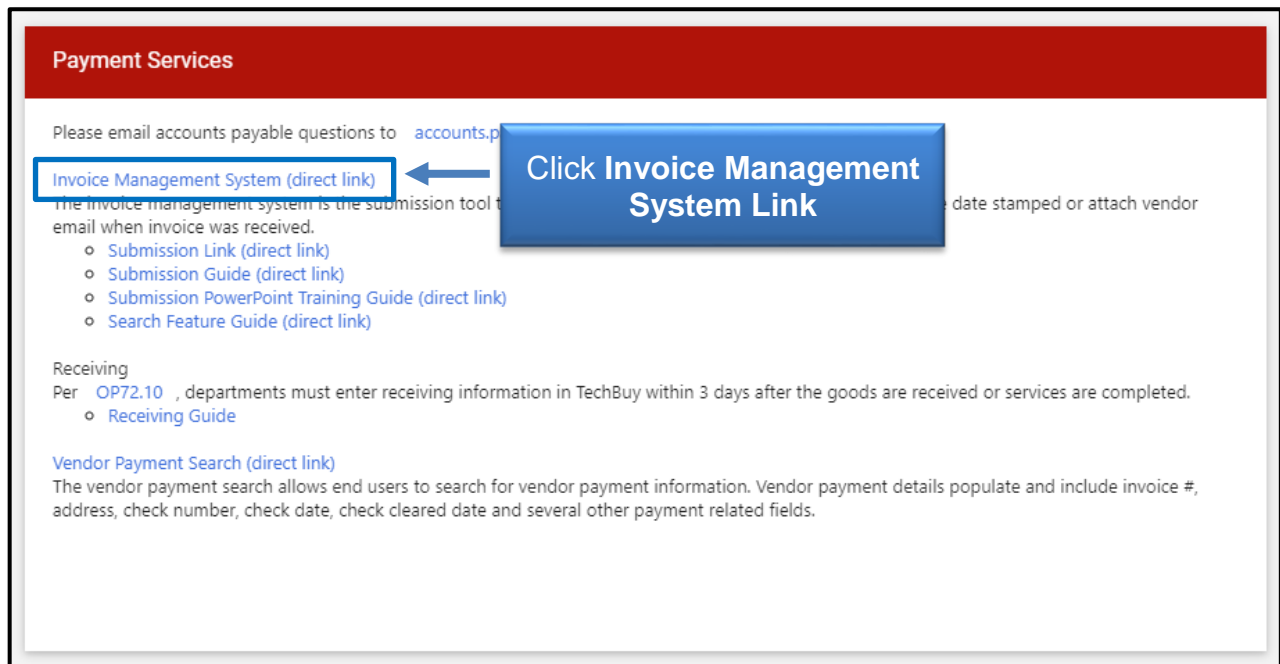 Payment Services
Please email accounts payable questions to accounts.p
Invoice Management System (direct link)
Click Invoice Management
System Link
The invoice management system is the submission tool date stamped or attach vendor
email when invoice was received.
Submission Link (direct link)
Submission Guide (direct link)
Submission PowerPoint Training Guide (direct link)
Search Feature Guide (direct link)
Receiving
Per OP72.10 , departments must enter receiving information in TechBuy within 3 days after the goods are received or services are completed.
Receiving Guide
Vendor Payment Search (direct link)
The vendor payment search allows end users to search for vendor payment information. Vendor payment details populate and include invoice #,
address, check number, check date, check cleared date and several other payment related fields.